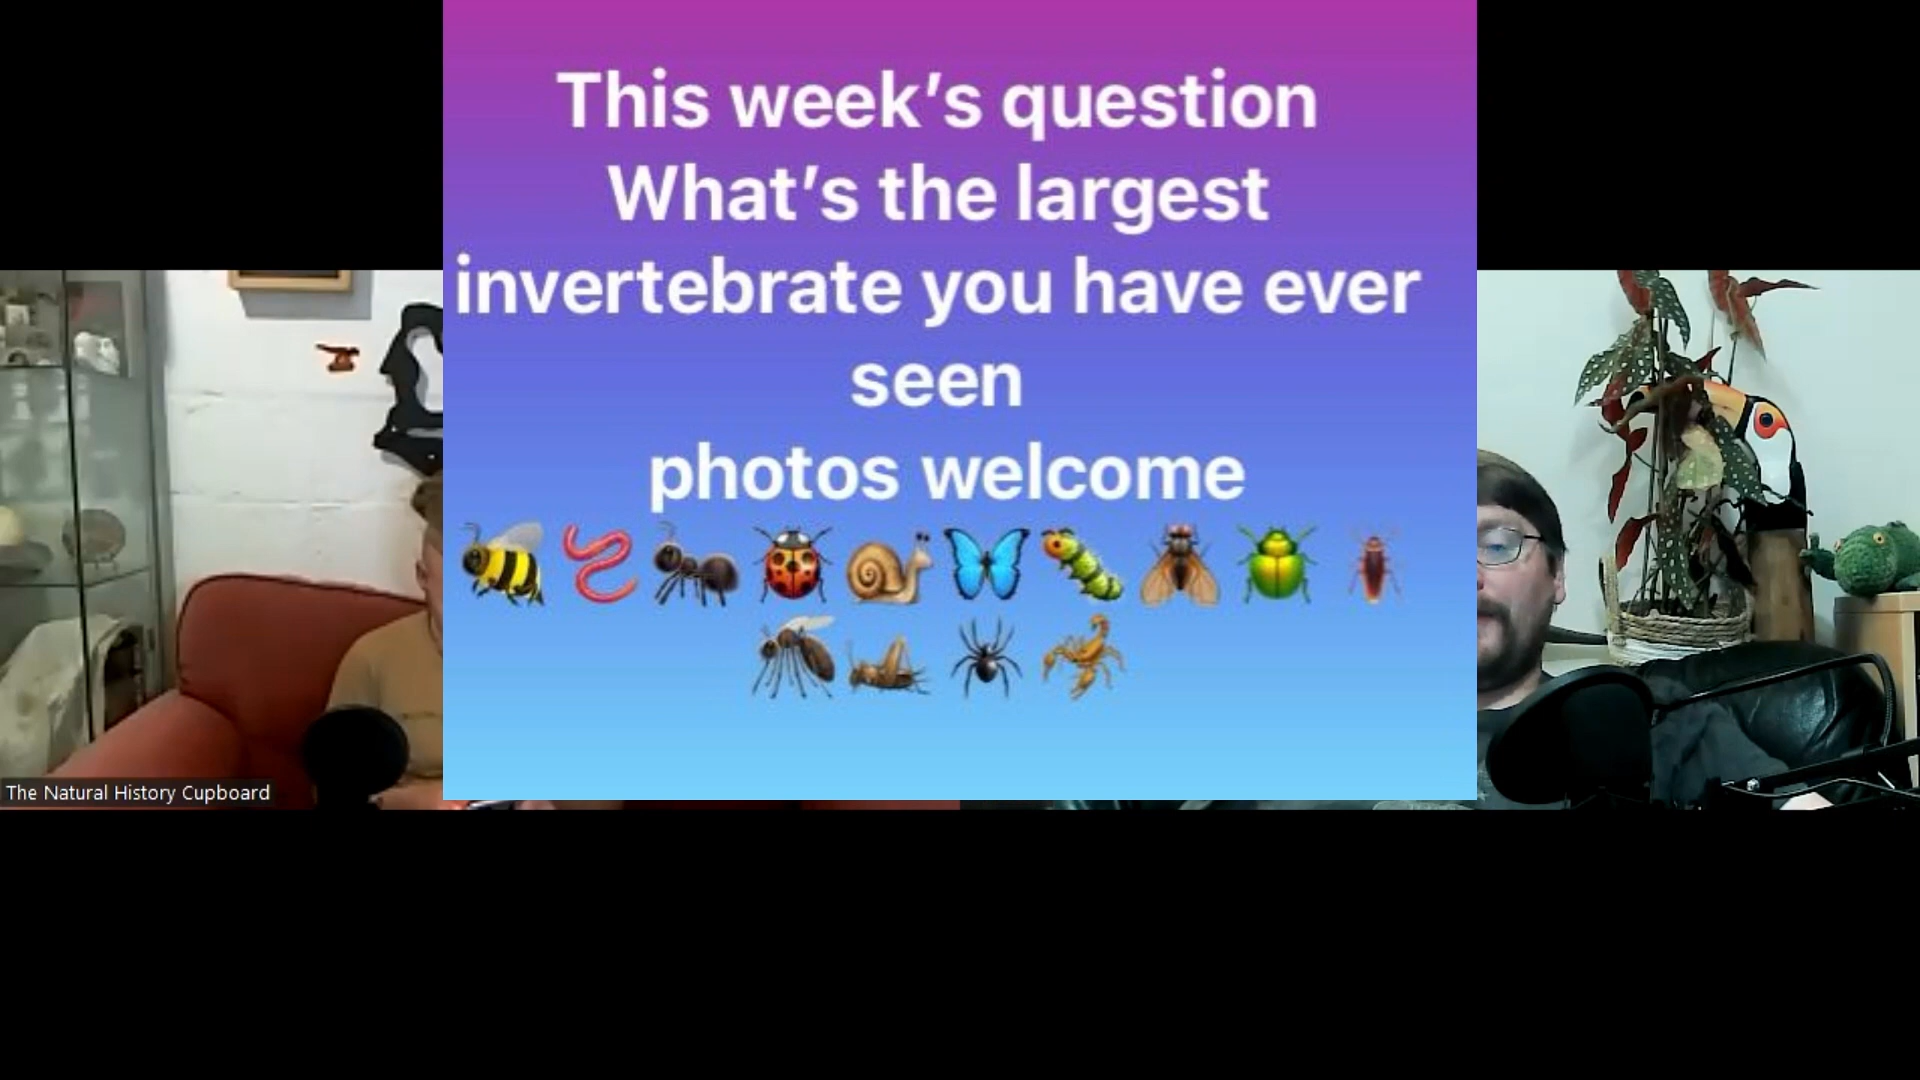 This week’s question
What’s the largest
invertebrate you have ever
seen
photos welcome
The Natural History Cupboard